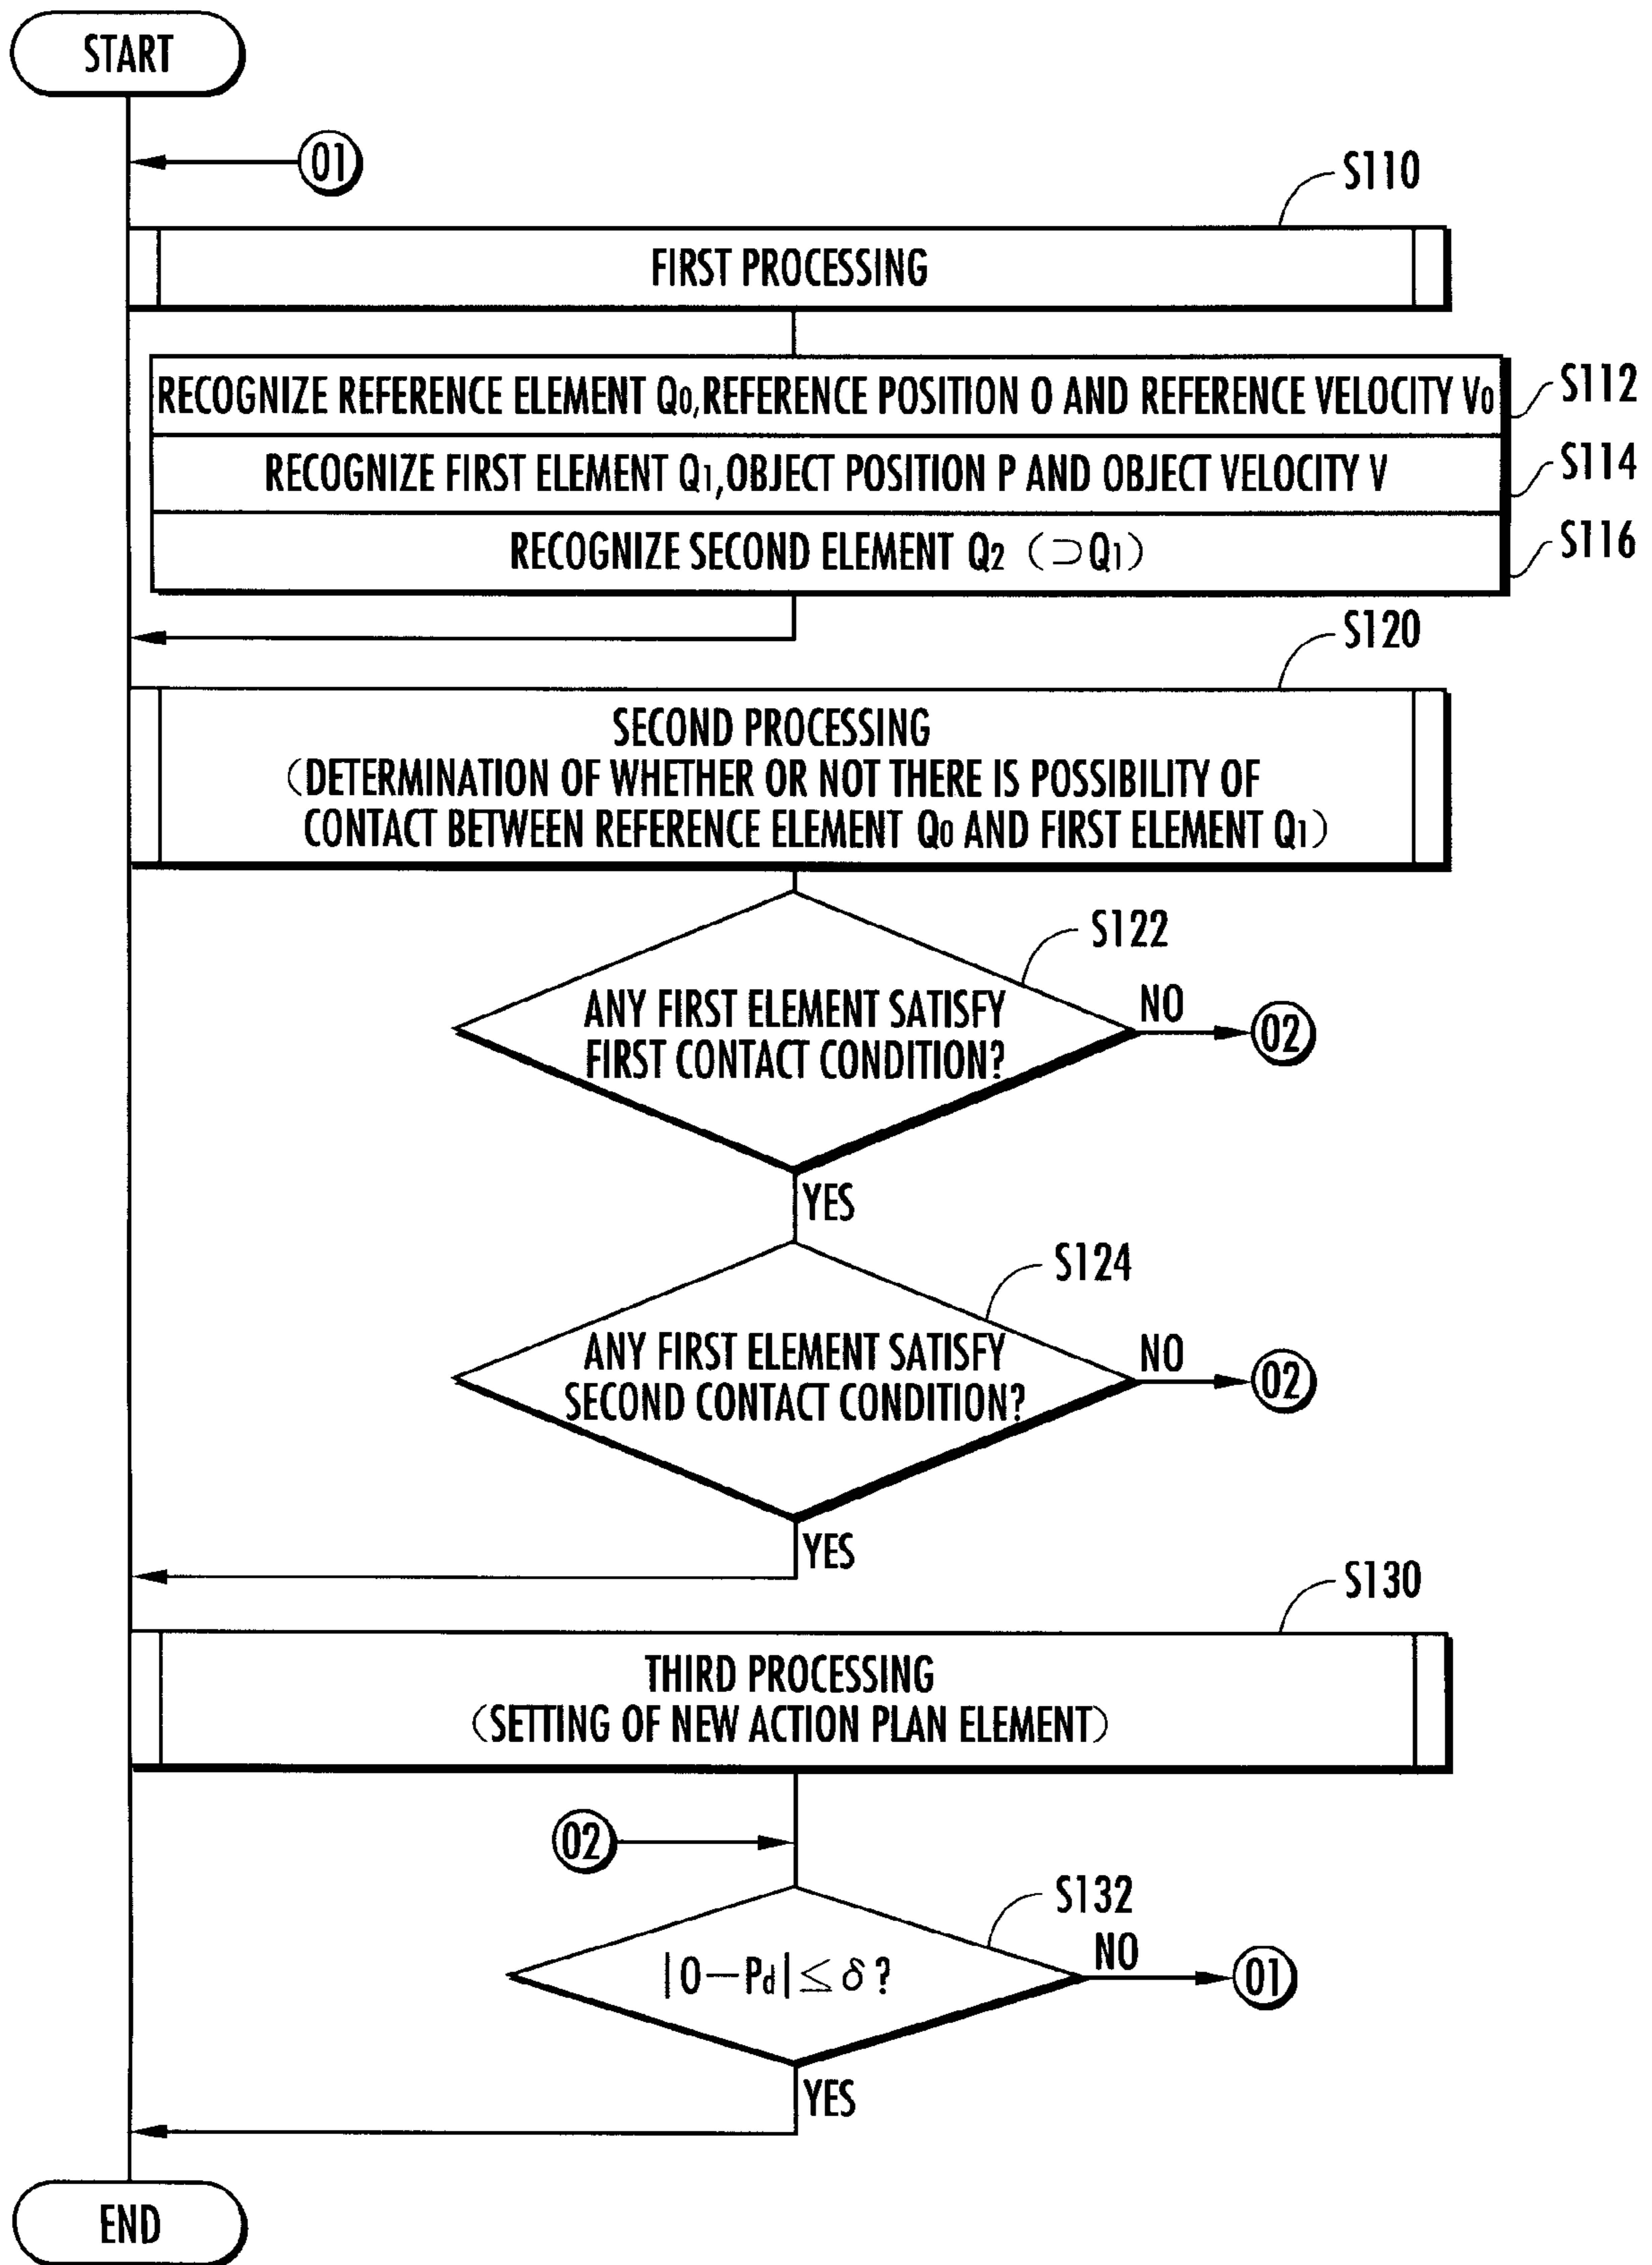 START
01
S110
FIRST PROCESSING
RECOGNIZE REFERENCE ELEMENT Q0, REFERENCE POSITION O AND REFERENCE VELOCITY V0
S112
RECOGNIZE FIRST ELEMENT Q1, OBJECT POSITION P AND OBJECT VELOCITY V
S114
RECOGNIZE SECOND ELEMENT Q2 (⊃Q1)
S116
S120
SECOND PROCESSING
(DETERMINATION OF WHETHER OR NOT THERE IS POSSIBILITY OF
CONTACT BETWEEN REFERENCE ELEMENT Q0 AND FIRST ELEMENT Q1)
S122
ANY FIRST ELEMENT SATISFY
FIRST CONTACT CONDITION?
NO
02
YES
S124
ANY FIRST ELEMENT SATISFY
SECOND CONTACT CONDITION?
NO
02
YES
S130
THIRD PROCESSING
(SETTING OF NEW ACTION PLAN ELEMENT)
02
S132
|O−Pd|≤δ?
NO
01
YES
END